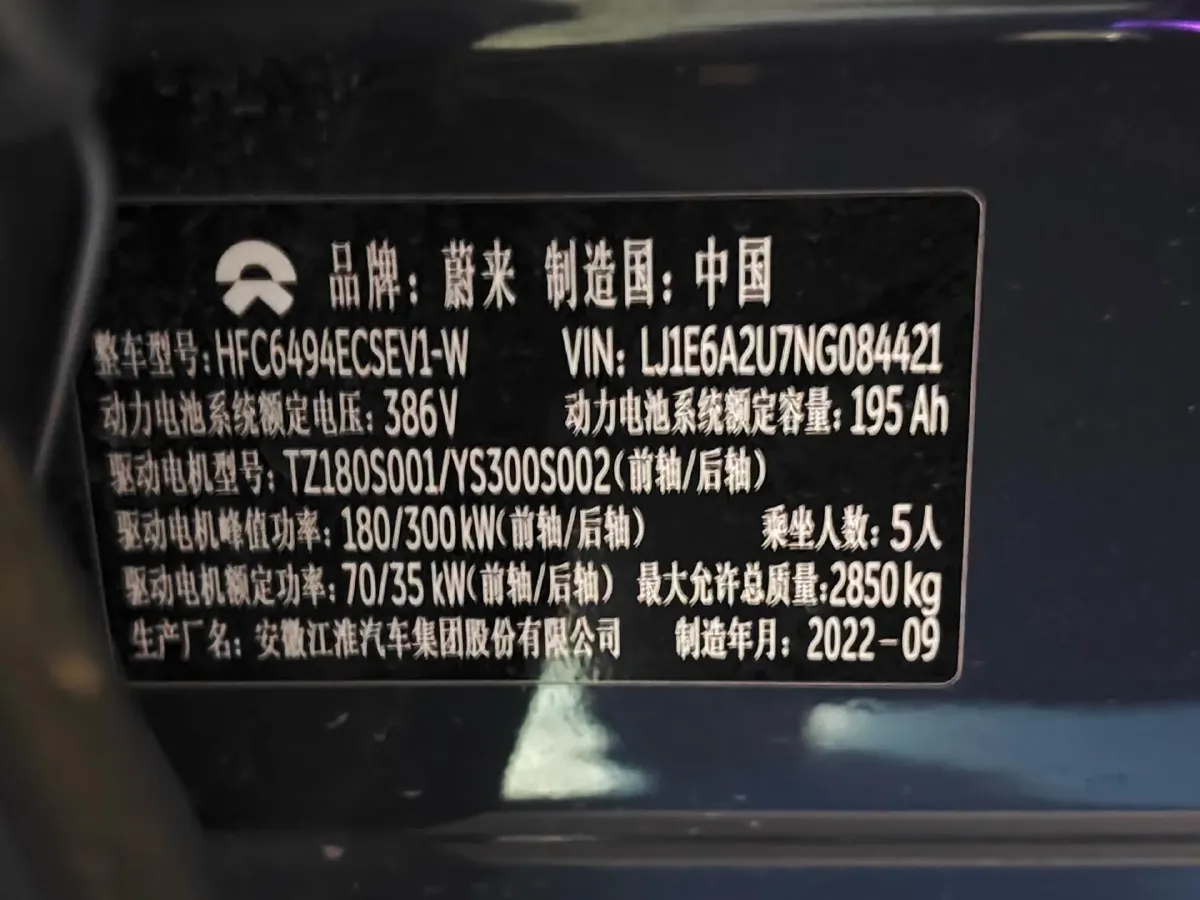 品牌：蔚来 制造国：中国
整车型号：HFC6494ECSEV1-W VIN：LJ1E6A2U7NG084421
动力电池系统额定电压：386V 动力电池系统额定容量：195 Ah
驱动电机型号：TZ180S001/YS300S002（前轴/后轴）
驱动电机峰值功率：180/300 kW（前轴/后轴） 乘坐人数：5人
驱动电机额定功率：70/35 kW（前轴/后轴） 最大允许总质量：2850 kg
生产厂名：安徽江淮汽车集团股份有限公司 制造年月：2022-09